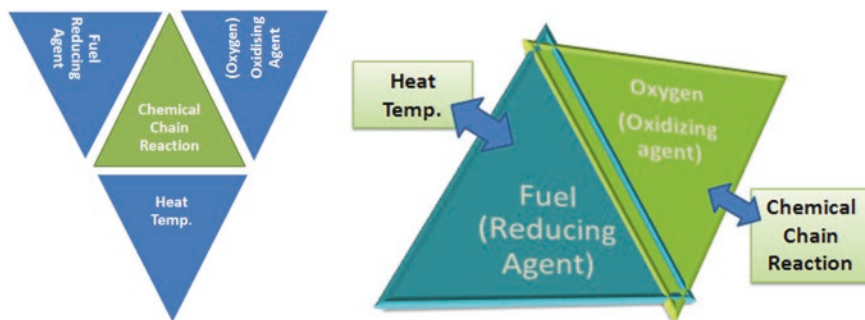 Fuel
Reducing
Agent
(Oxygen)
Oxidising
Agent
Chemical
Chain
Reaction
Heat
Temp.
Heat
Temp.
Oxygen
(Oxidizing
agent)
Fuel
(Reducing
Agent)
Chemical
Chain
Reaction